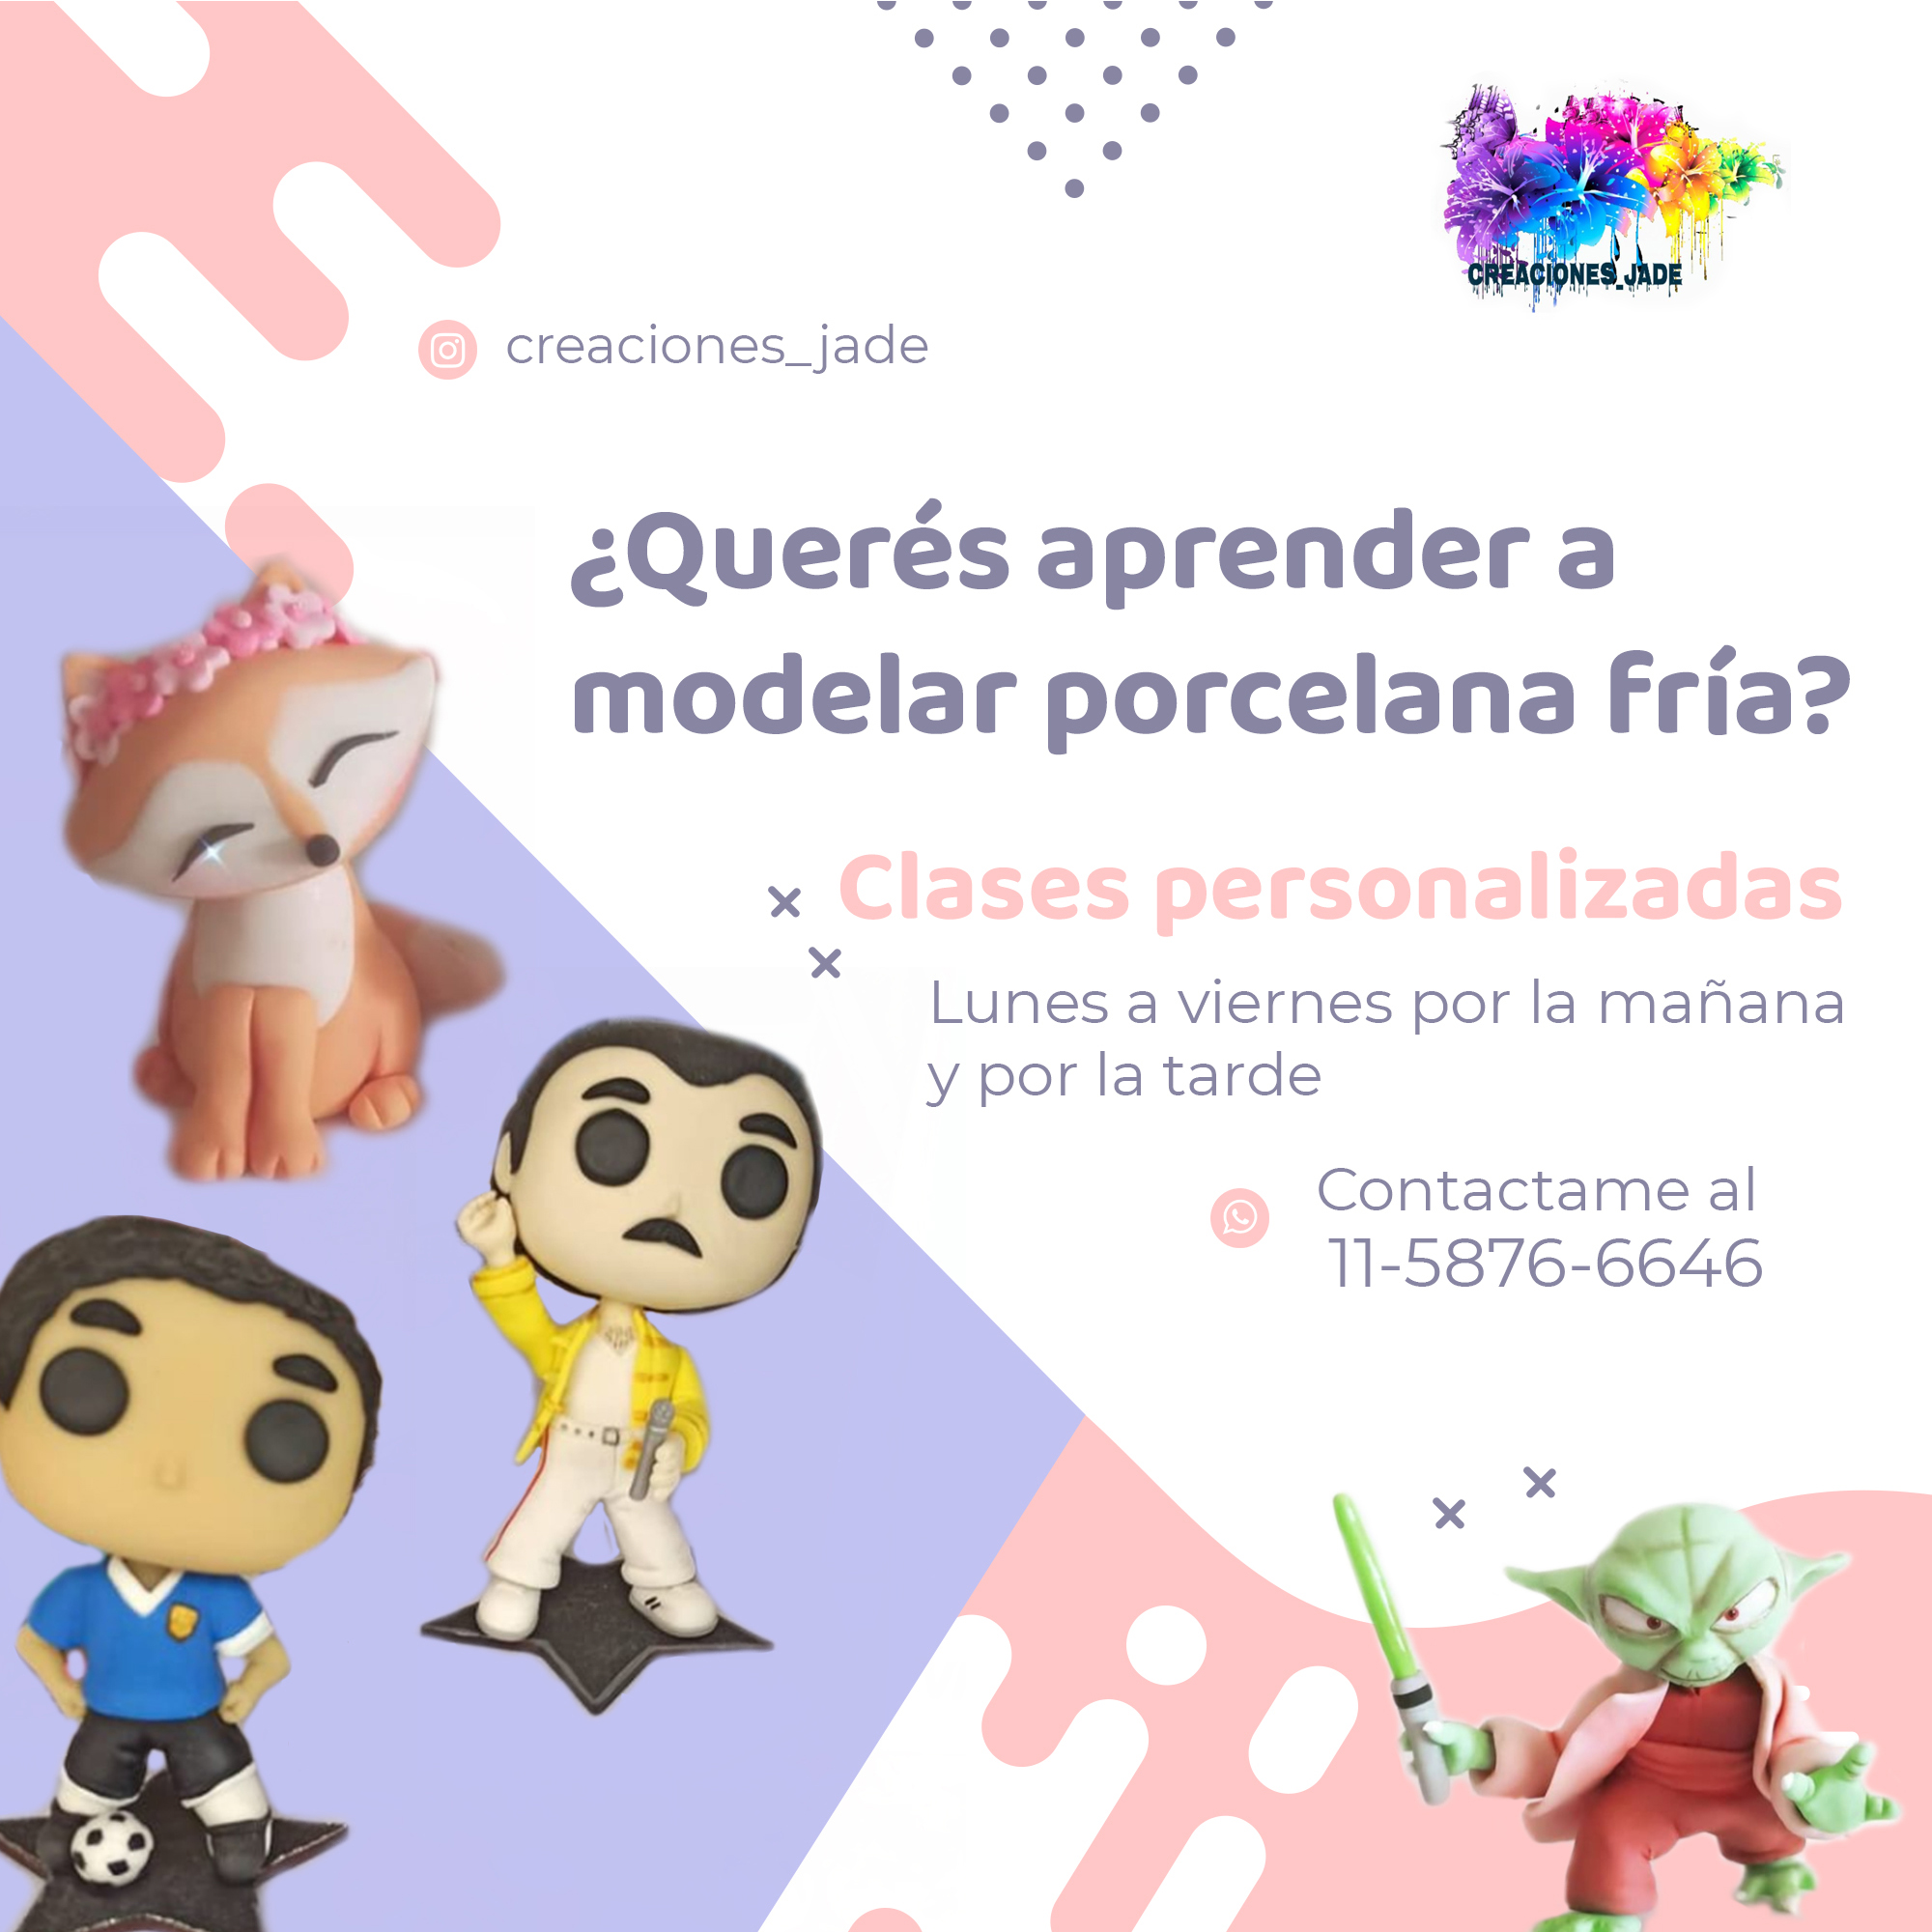 CREACIONES_JADE
creaciones_jade
¿Querés aprender a
modelar porcelana fría?
Clases personalizadas
Lunes a viernes por la mañana
y por la tarde
Contactame al
11-5876-6646